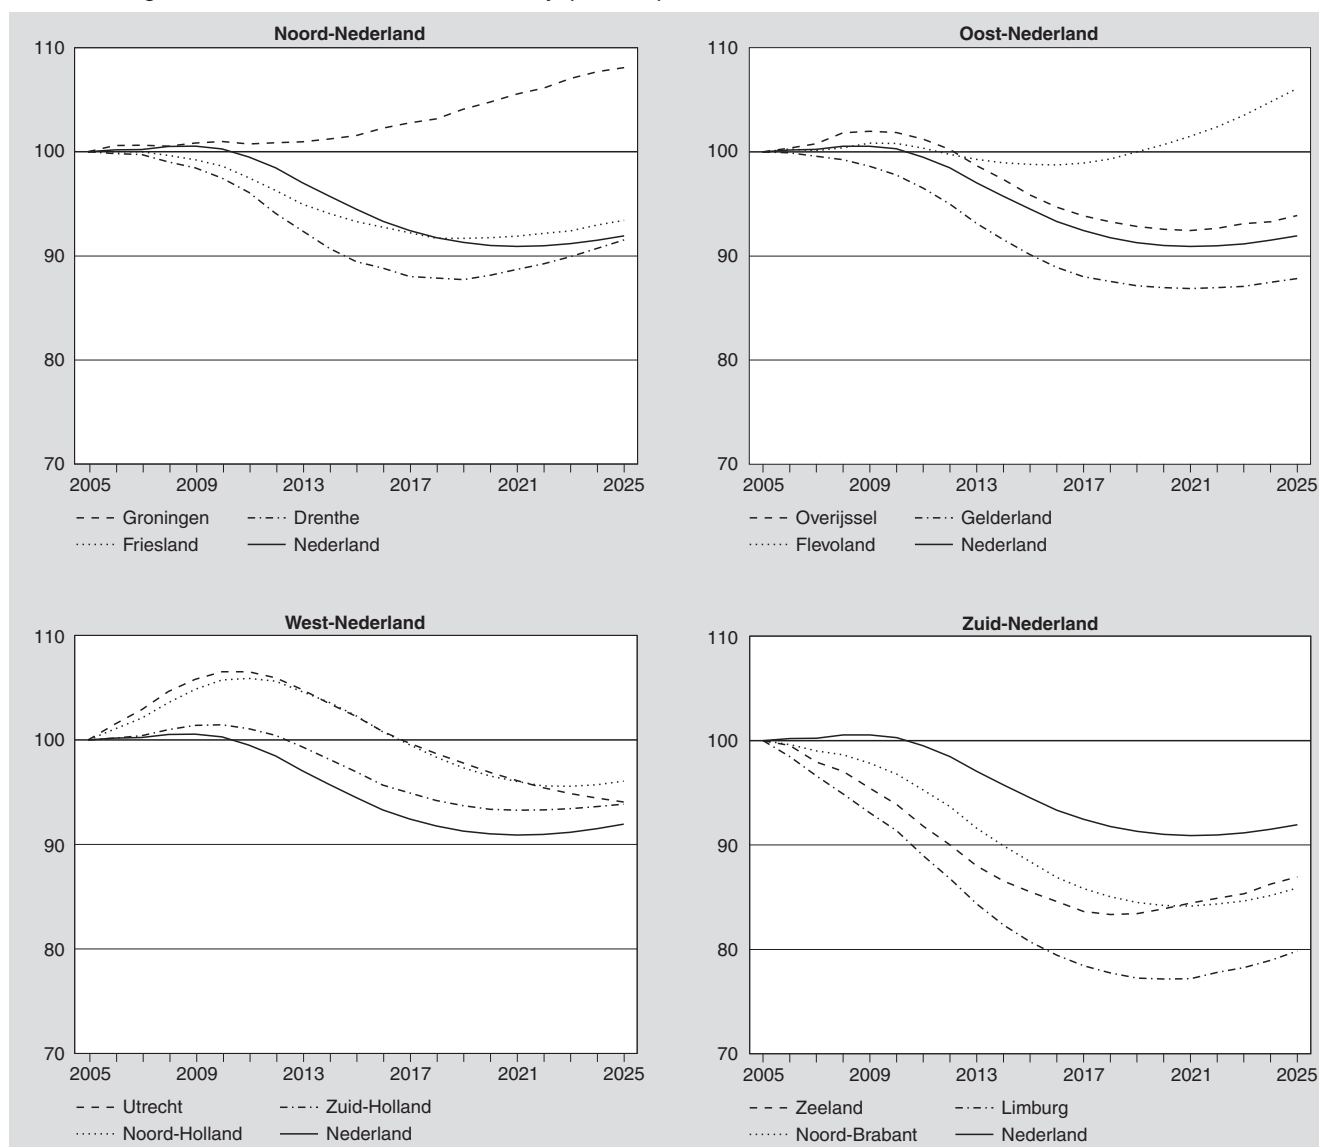 Noord-Nederland
110
100
90
80
70
2005 2009 2013 2017 2021 2025
Groningen Drenthe
Friesland Nederland
Oost-Nederland
110
100
90
80
70
2005 2009 2013 2017 2021 2025
Overijssel Gelderland
Flevoland Nederland
West-Nederland
110
100
90
80
70
2005 2009 2013 2017 2021 2025
Utrecht Zuid-Holland
Noord-Holland Nederland
Zuid-Nederland
110
100
90
80
70
2005 2009 2013 2017 2021 2025
Zeeland Limburg
Noord-Brabant Nederland